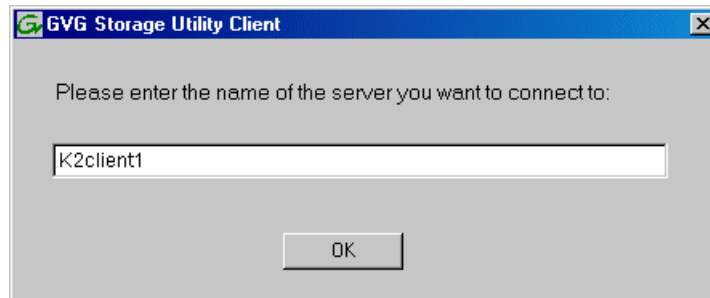 GVG Storage Utility Client
Please enter the name of the server you want to connect to:
K2client1
OK